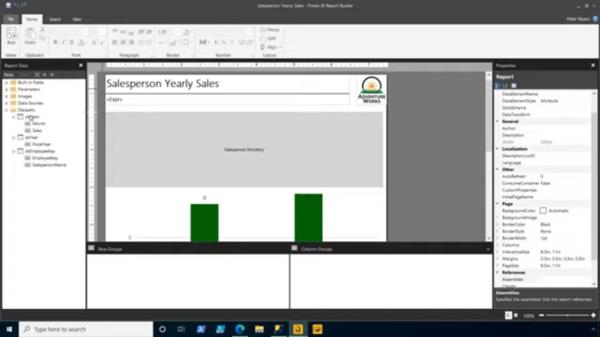 Salesperson Yearly Sales - Power BI Report Builder
Peter Myers
File
Home
Insert
View
Run
Paste
Merge
Split
Align
Views
Clipboard
Font
Paragraph
Border
Number
Layout
Report Data
New
Built-in Fields
Parameters
Images
Data Sources
Datasets
Month
Sales
dsYear
FiscalYear
dsEmployeeKey
EmployeeKey
SalespersonName
Salesperson Yearly Sales
«Expr»
ADVENTURE
WORKS
Salesperson Directory
Row Groups
Column Groups
Properties
Report
DataElementName
DataElementStyle Attribute
DataSchema
DataTransform
General
Author
Description
Localization
DescriptionLocID
Language
Other
AutoRefresh 0
ConsumeContainer False
CustomProperties
InitialPageName
Page
BackgroundColor Automatic
BackgroundImage
BorderColor Black
BorderStyle None
BorderWidth 1pt
Columns
InteractiveSize 8.5in, 11in
Margins 0.5in, 0.5in, 0.5in, 0.5in
PageSize 8.5in, 11in
References
Assemblies
Classes
Assemblies
Specifies the assemblies that the report references.
100%
Type here to search